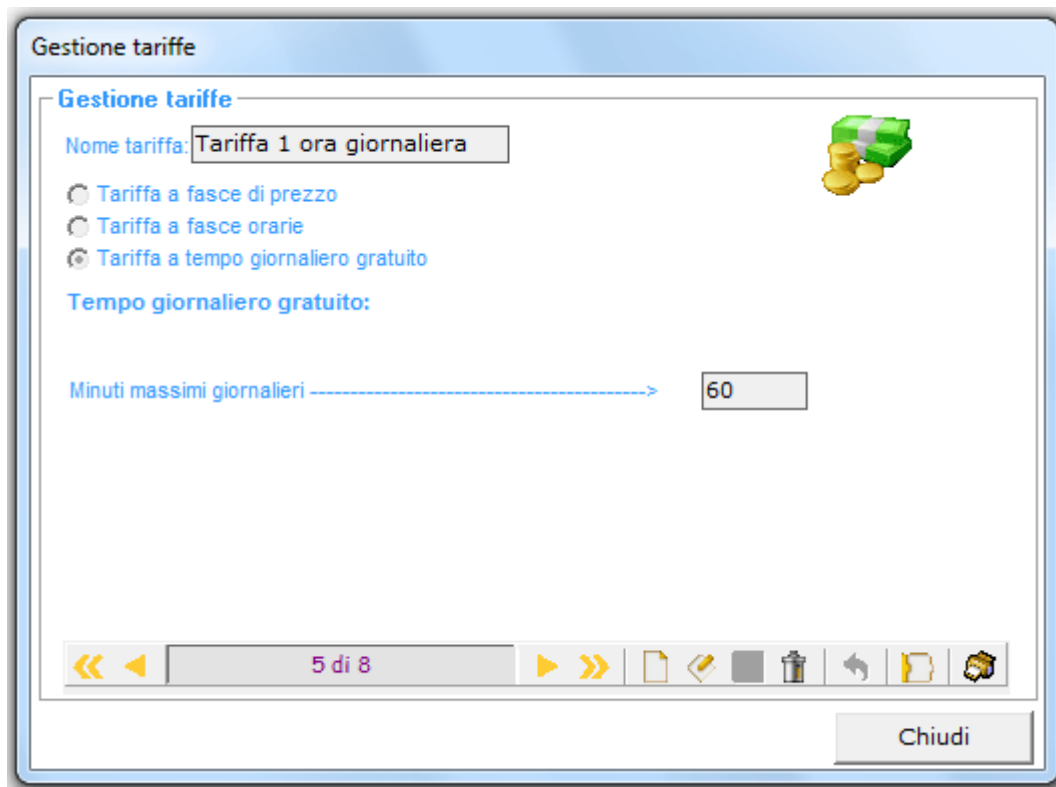 Gestione tariffe
Gestione tariffe
Nome tariffa: Tariffa 1 ora giornaliera
Tariffa a fasce di prezzo
Tariffa a fasce orarie
Tariffa a tempo giornaliero gratuito
Tempo giornaliero gratuito:
Minuti massimi giornalieri ------------------------------------------> 60
5 di 8
Chiudi